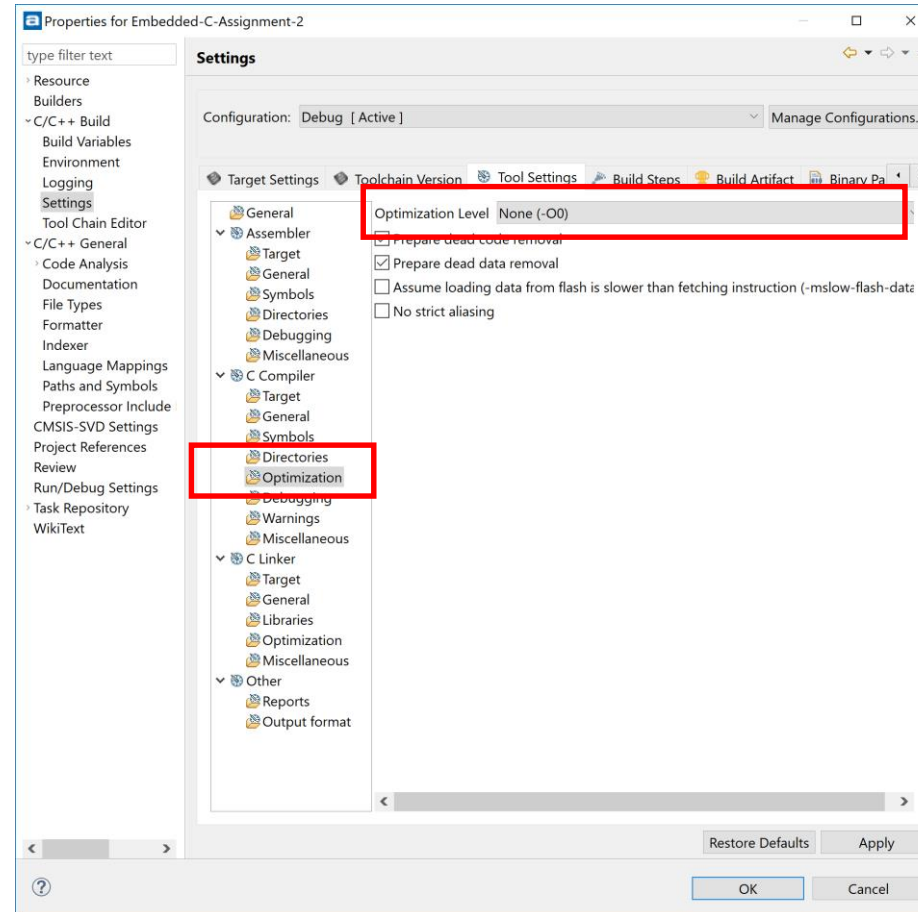 Properties for Embedded-C-Assignment-2
type filter text
Resource
Builders
C/C++ Build
Build Variables
Environment
Logging
Settings
Tool Chain Editor
C/C++ General
Code Analysis
Documentation
File Types
Formatter
Indexer
Language Mappings
Paths and Symbols
Preprocessor Include
CMSIS-SVD Settings
Project References
Review
Run/Debug Settings
Task Repository
WikiText
Settings
Configuration: Debug [ Active ] Manage Configurations.
Target Settings Toolchain Version Tool Settings Build Steps Build Artifact Binary Pa
General
Assembler
Target
General
Symbols
Directories
Debugging
Miscellaneous
C Compiler
Target
General
Symbols
Directories
Optimization
Debugging
Warnings
Miscellaneous
C Linker
Target
General
Libraries
Optimization
Miscellaneous
Other
Reports
Output format
Optimization Level None (-O0)
Prepare dead code removal
Prepare dead data removal
Assume loading data from flash is slower than fetching instruction (-mslow-flash-data
No strict aliasing
Restore Defaults Apply
OK Cancel